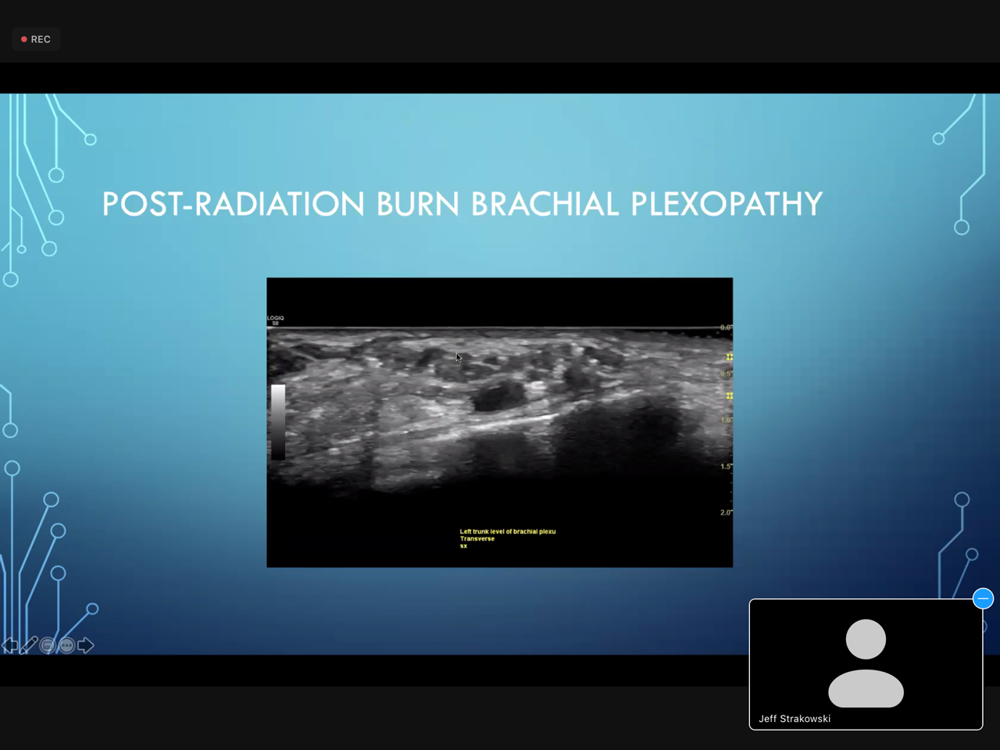 REC
POST-RADIATION BURN BRACHIAL PLEXOPATHY
LOGIQ
S8
0.0
0.5
1.0
1.5
2.0
Left trunk level of brachial plexu
Transverse
sx
Jeff Strakowski